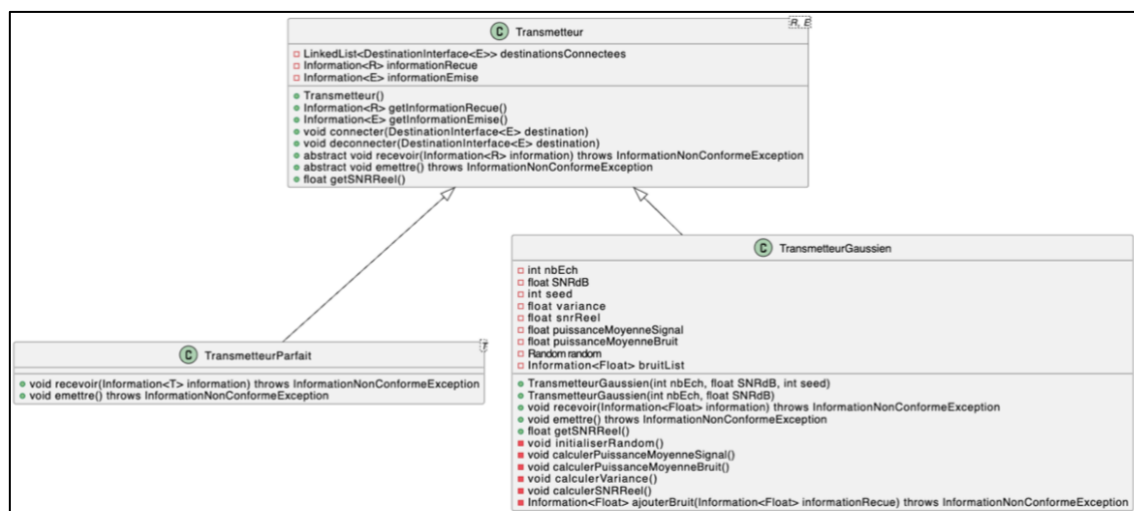 C Transmetteur
R, E
LinkedList<DestinationInterface<E>> destinationsConnectees
Information<R> informationRecue
Information<E> informationEmise
Transmetteur()
Information<R> getInformationRecue()
Information<E> getInformationEmise()
void connecter(DestinationInterface<E> destination)
void deconnecter(DestinationInterface<E> destination)
abstract void recevoir(Information<R> information) throws InformationNonConformeException
abstract void emettre() throws InformationNonConformeException
float getSNRReel()
C TransmetteurParfait
T
void recevoir(Information<T> information) throws InformationNonConformeException
void emettre() throws InformationNonConformeException
C TransmetteurGaussien
int nbEch
float SNRdB
int seed
float variance
float snrReel
float puissanceMoyenneSignal
float puissanceMoyenneBruit
Random random
Information<Float> bruitList
TransmetteurGaussien(int nbEch, float SNRdB, int seed)
TransmetteurGaussien(int nbEch, float SNRdB)
void recevoir(Information<Float> information) throws InformationNonConformeException
void emettre() throws InformationNonConformeException
float getSNRReel()
void initialiserRandom()
void calculerPuissanceMoyenneSignal()
void calculerPuissanceMoyenneBruit()
void calculerVariance()
void calculerSNRReel()
Information<Float> ajouterBruit(Information<Float> informationRecue) throws InformationNonConformeException